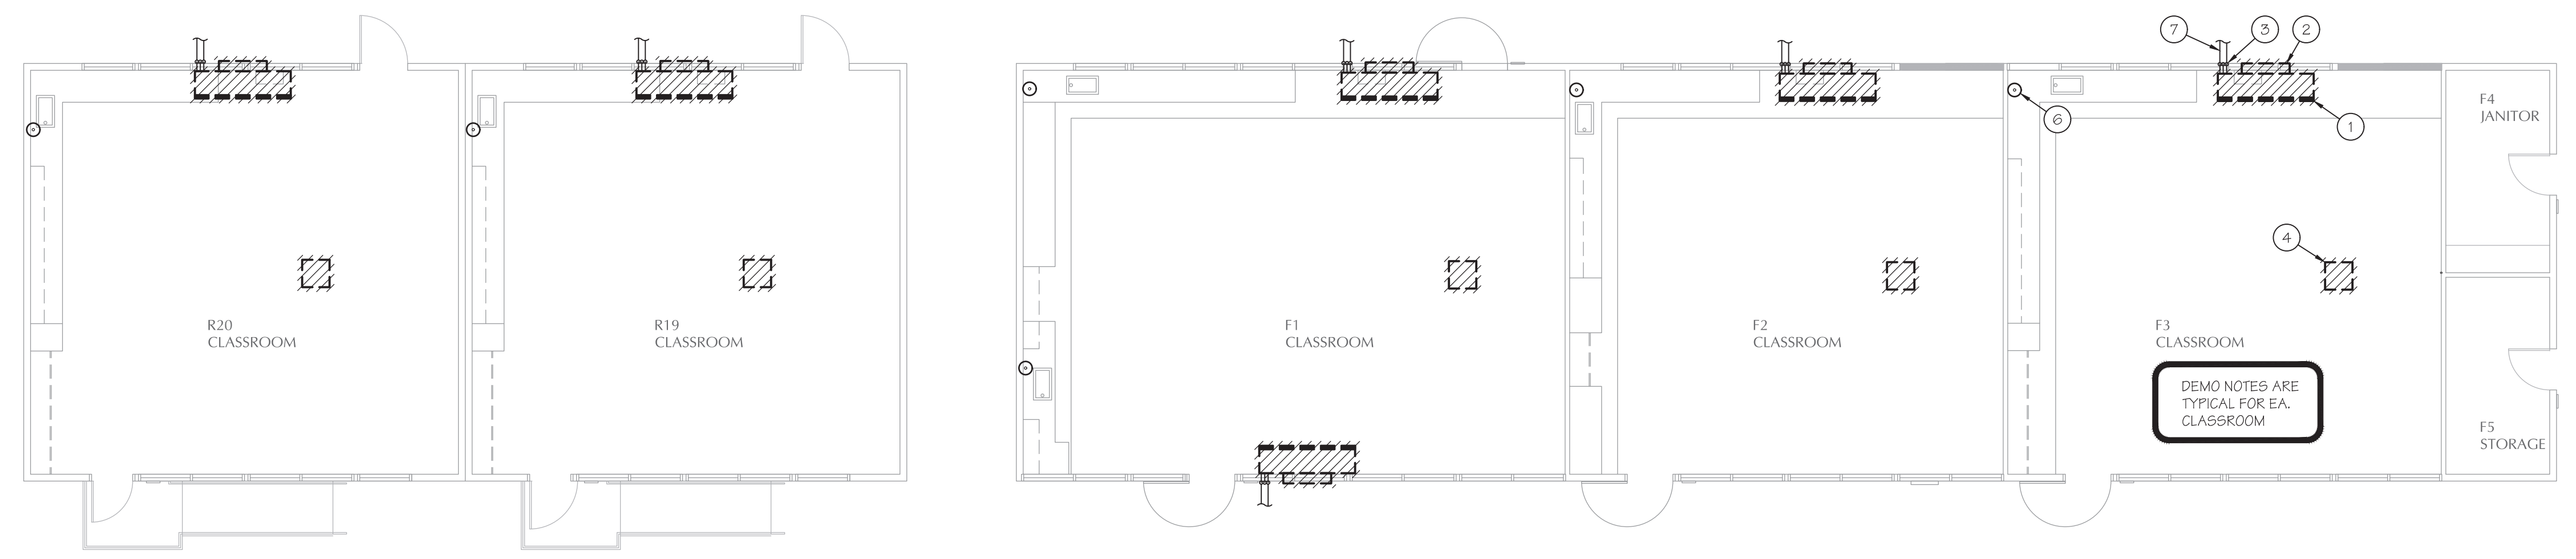 7
3
2
F4
JANITOR
6
1
4
R20
CLASSROOM
R19
CLASSROOM
F1
CLASSROOM
F2
CLASSROOM
F3
CLASSROOM
DEMO NOTES ARE
TYPICAL FOR EA.
CLASSROOM
F5
STORAGE